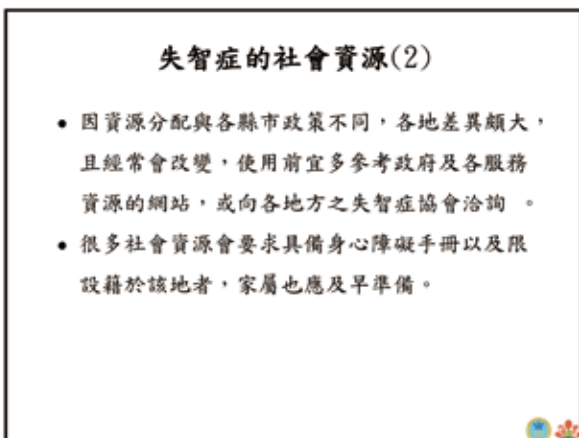 失智症的社會資源(2)
• 因資源分配與各縣市政策不同，各地差異頗大，
且經常會改變，使用前宜多參考政府及各服務
資源的網站，或向各地方之失智症協會洽詢 。
• 很多社會資源會要求具備身心障礙手冊以及限
設籍於該地者，家屬也應及早準備。